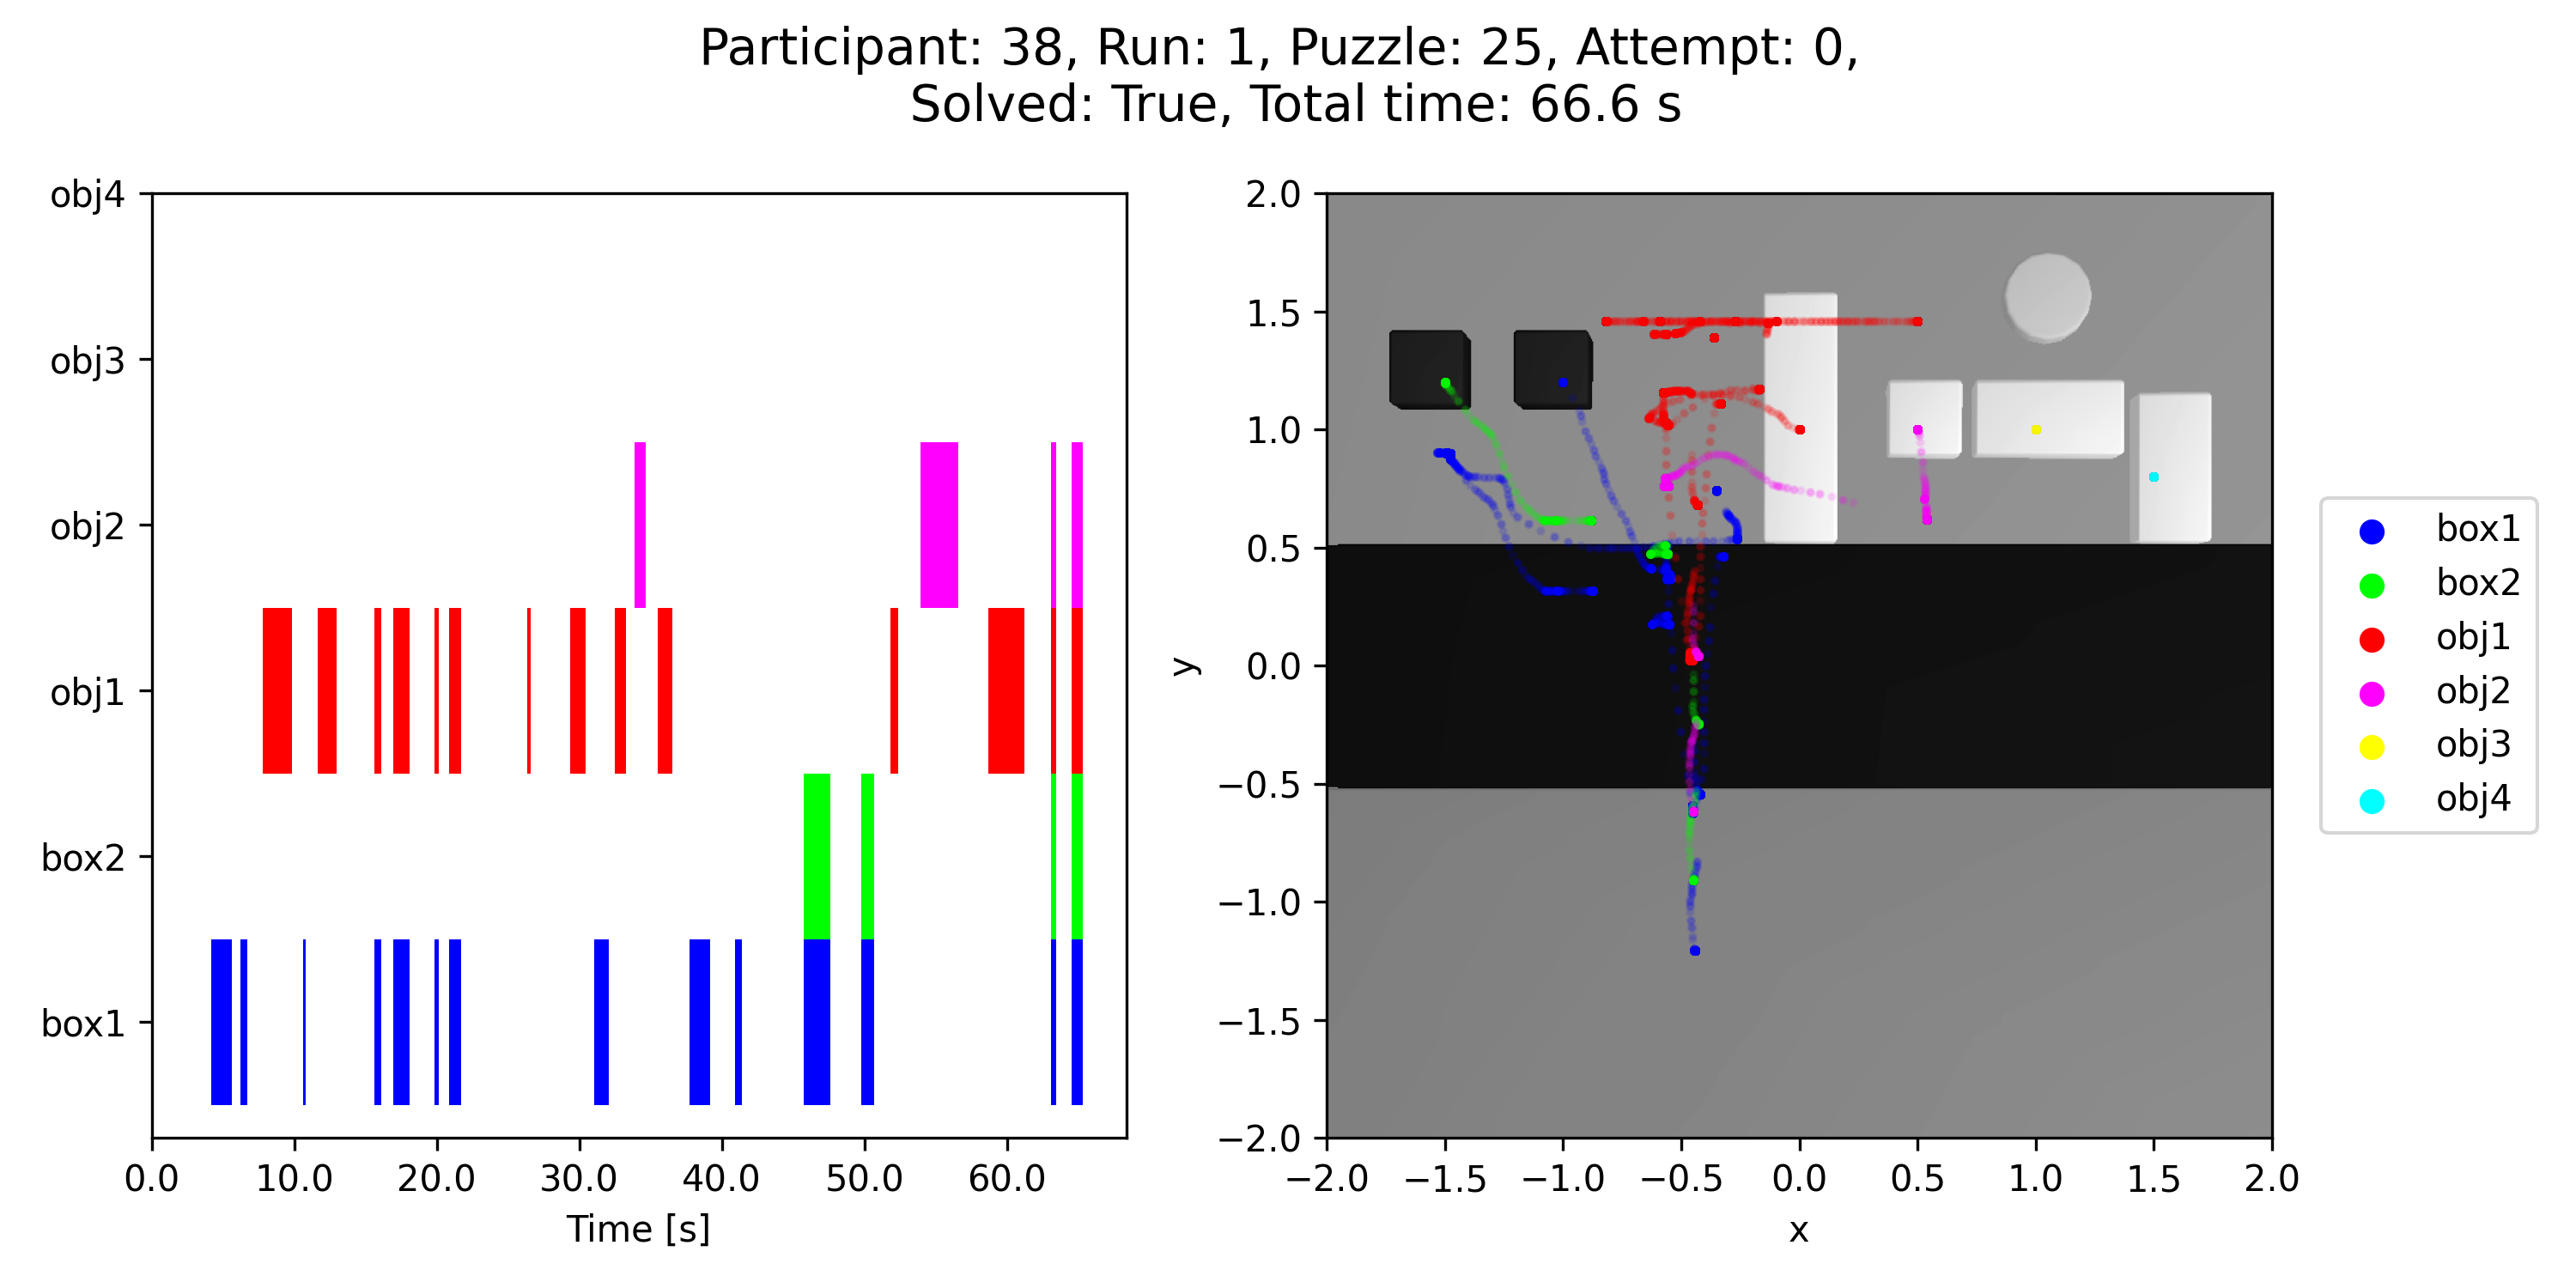 Participant: 38, Run: 1, Puzzle: 25, Attempt: 0,
Solved: True, Total time: 66.6 s
obj4
obj3
obj2
obj1
box2
box1
0.0 10.0 20.0 30.0 40.0 50.0 60.0
Time [s]
2.0
1.5
1.0
0.5
0.0
−0.5
−1.0
−1.5
−2.0
y
−2.0 −1.5 −1.0 −0.5 0.0 0.5 1.0 1.5 2.0
x
box1
box2
obj1
obj2
obj3
obj4